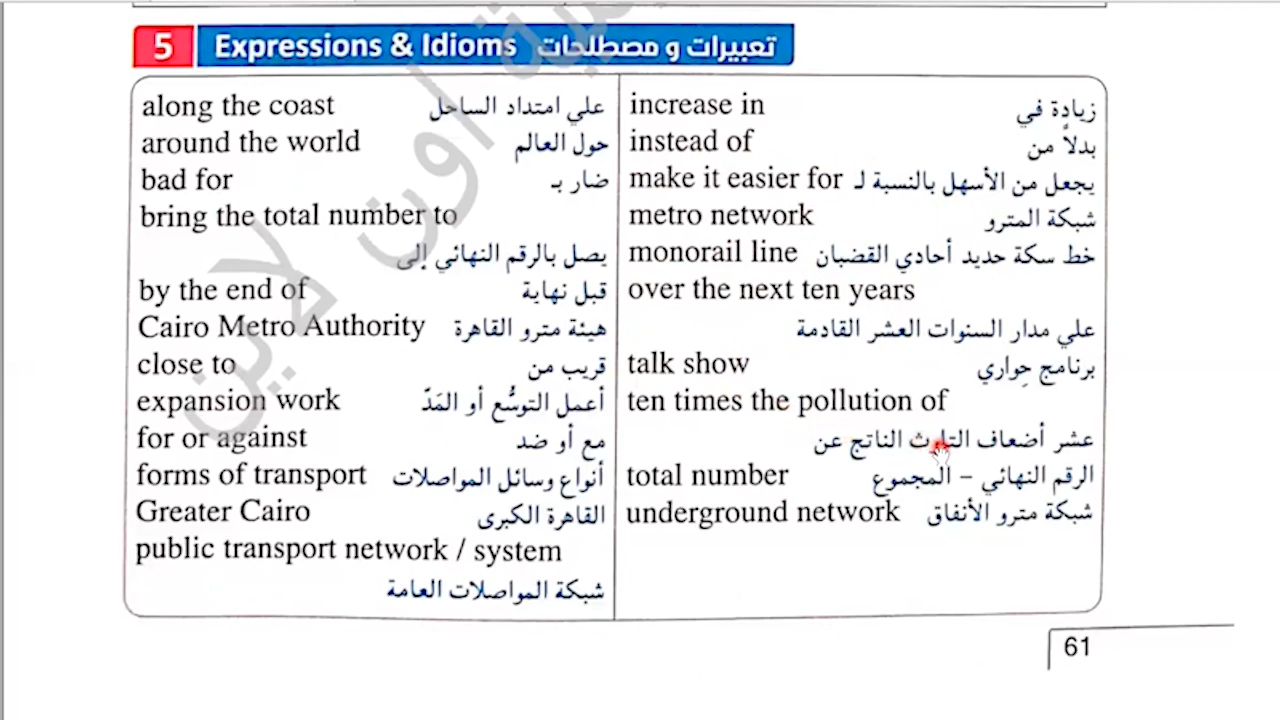 5 Expressions & Idioms تعبيرات و مصطلحات
along the coast علي امتداد الساحل
around the world حول العالم
bad for ضار بـ
bring the total number to
يصل بالرقم النهائي إلى
by the end of قبل نهاية
Cairo Metro Authority هيئة مترو القاهرة
close to قريب من
expansion work أعمل التوسُّع أو المَدّ
for or against مع أو ضد
forms of transport أنواع وسائل المواصلات
Greater Cairo القاهرة الكبرى
public transport network / system
شبكة المواصلات العامة
increase in زيادة في
instead of بدلاً من
make it easier for يجعل من الأسهل بالنسبة لـ
metro network شبكة المترو
monorail line خط سكة حديد أحادي القضبان
over the next ten years
علي مدار السنوات العشر القادمة
talk show برنامج حِواري
ten times the pollution of
عشر أضعاف التلوث الناتج عن
total number الرقم النهائي – المجموع
underground network شبكة مترو الأنفاق
61
اون لاين